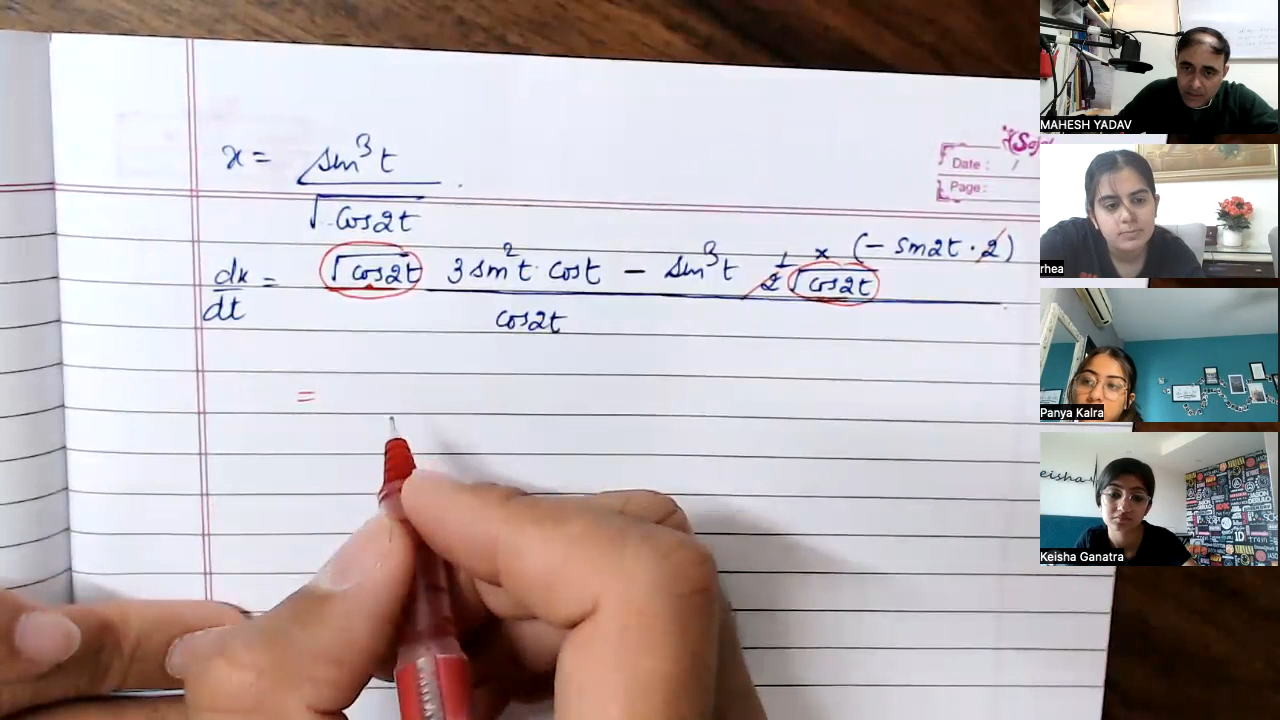 x = sin³t
√cos2t
dx/dt = √cos2t 3sin²t · cost − sin³t 1/2√cos2t × (−sin2t · 2)
cos2t
=
Date : /
Page :
MAHESH YADAV
rhea
Panya Kalra
eisha
Keisha Ganatra